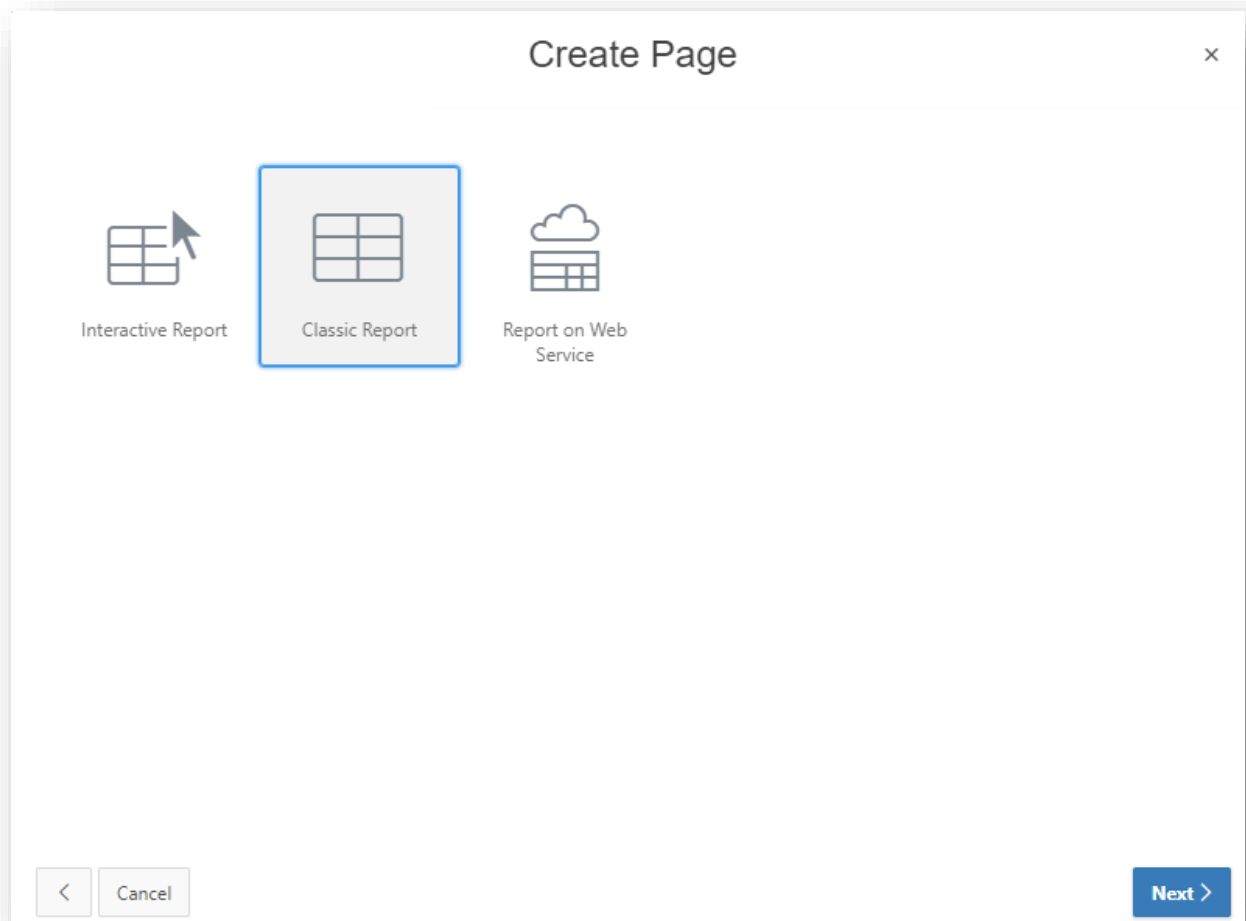 Create Page
Interactive Report
Classic Report
Report on Web
Service
Cancel
Next